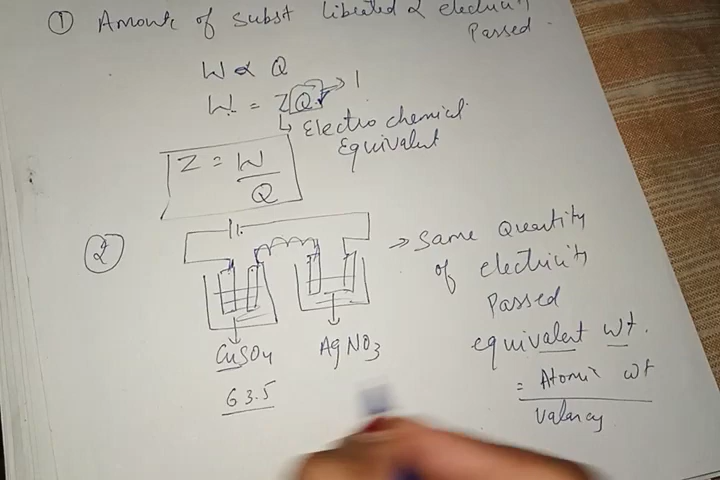 ① Amount of subst liberated α electricity
Passed.
W α Q
W = ZQ → 1
↳ Electro chemical
Equivalent
Z = W
Q
②
→ Same Quantity
of electricity
Passed
CuSO4
AgNO3
equivalent wt.
63.5
= Atomic wt
Valancy